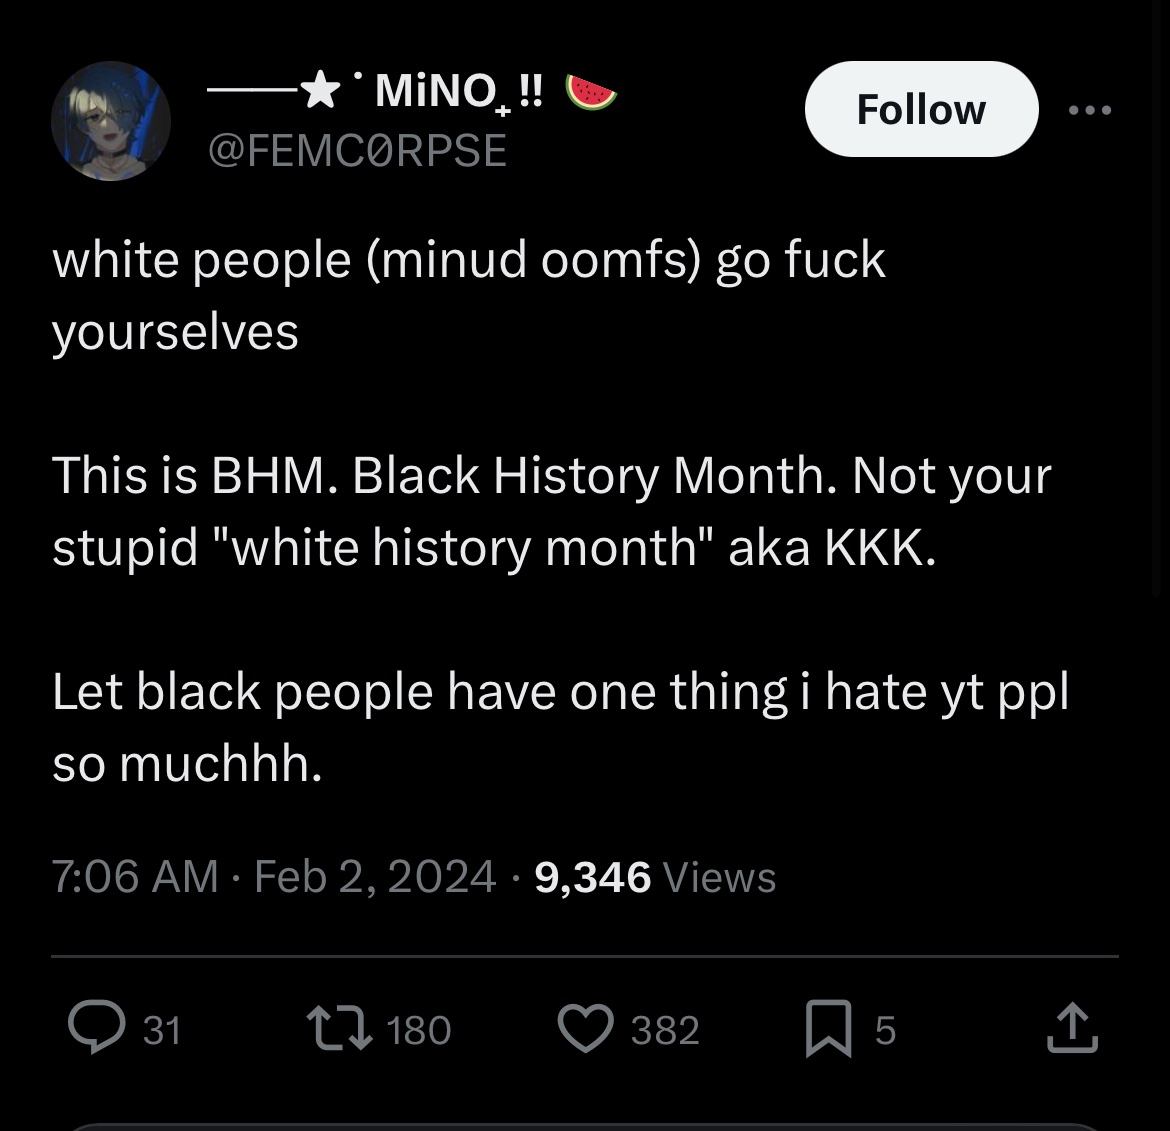 ——★ ˙ MiNO ̟ !! 🍉
@FEMC0RPSE
Follow
white people (minud oomfs) go fuck
yourselves
This is BHM. Black History Month. Not your
stupid "white history month" aka KKK.
Let black people have one thing i hate yt ppl
so muchhh.
7:06 AM · Feb 2, 2024 · 9,346 Views
31 180 382 5